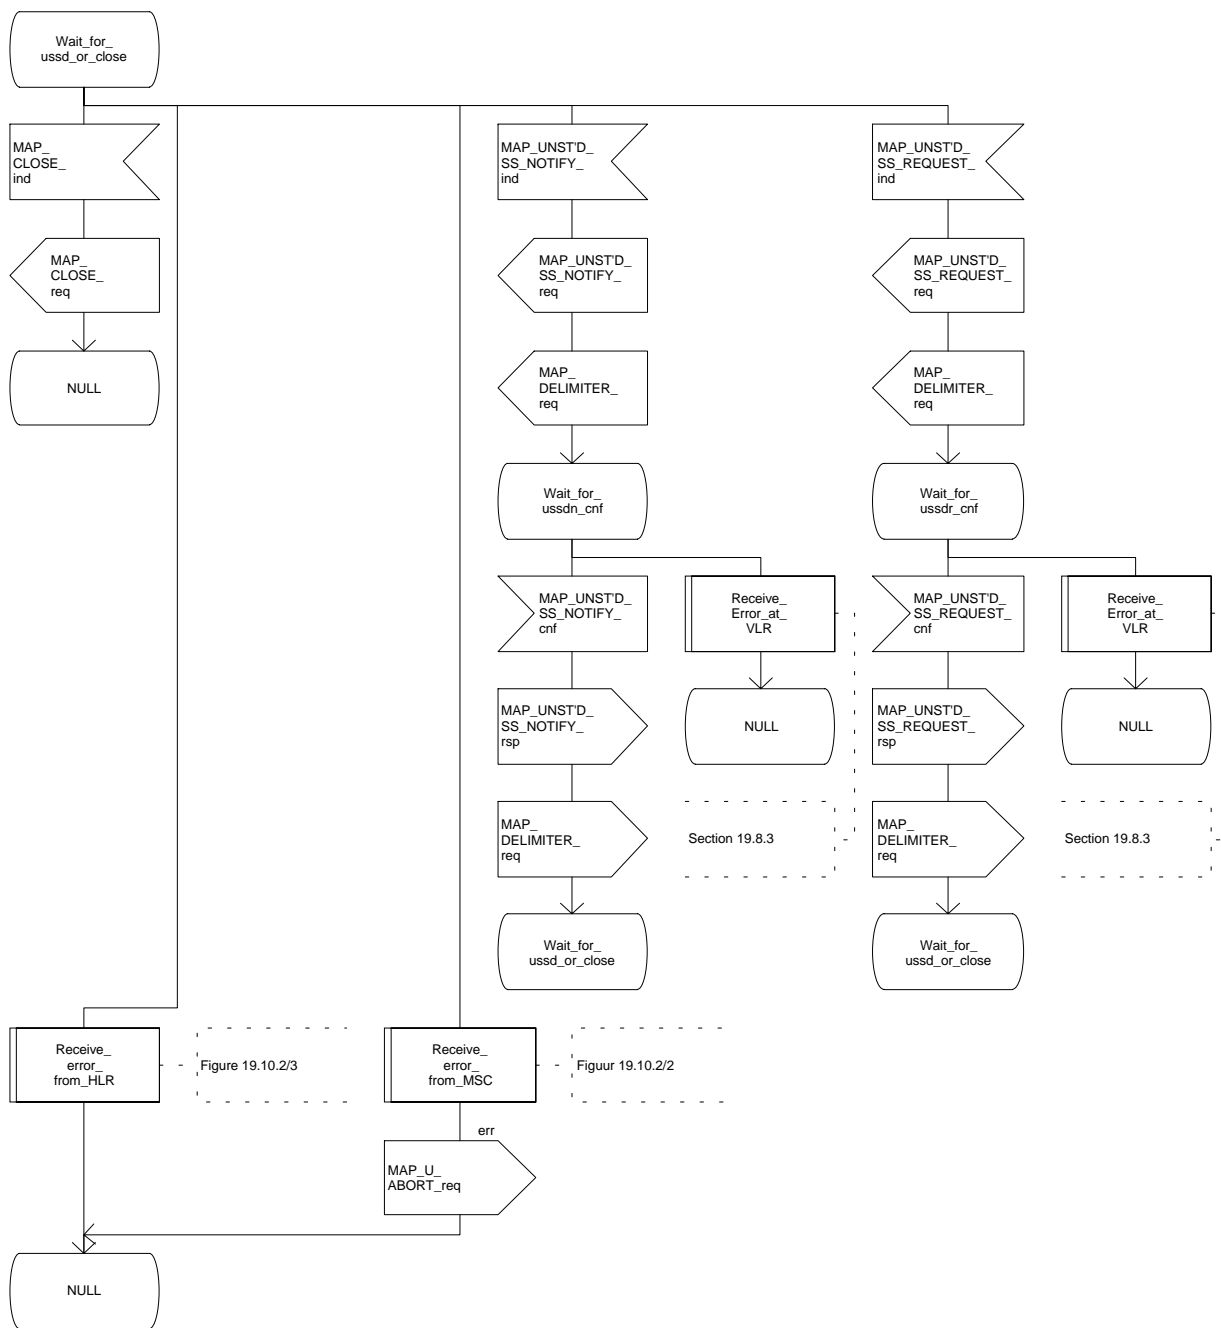 Wait_for_
ussd_or_close
MAP_
CLOSE_
ind
MAP_UNST'D_
SS_NOTIFY_
ind
MAP_UNST'D_
SS_REQUEST_
ind
MAP_
CLOSE_
req
MAP_UNST'D_
SS_NOTIFY_
req
MAP_UNST'D_
SS_REQUEST_
req
NULL
MAP_
DELIMITER_
req
MAP_
DELIMITER_
req
Wait_for_
ussdn_cnf
Wait_for_
ussdr_cnf
MAP_UNST'D_
SS_NOTIFY_
cnf
Receive_
Error_at_
VLR
MAP_UNST'D_
SS_REQUEST_
cnf
Receive_
Error_at_
VLR
MAP_UNST'D_
SS_NOTIFY_
rsp
NULL
MAP_UNST'D_
SS_REQUEST_
rsp
NULL
MAP_
DELIMITER_
req
Section 19.8.3
MAP_
DELIMITER_
req
Section 19.8.3
Wait_for_
ussd_or_close
Wait_for_
ussd_or_close
Receive_
error_
from_HLR
Figure 19.10.2/3
Receive_
error_
from_MSC
Figuur 19.10.2/2
err
MAP_U_
ABORT_req
NULL